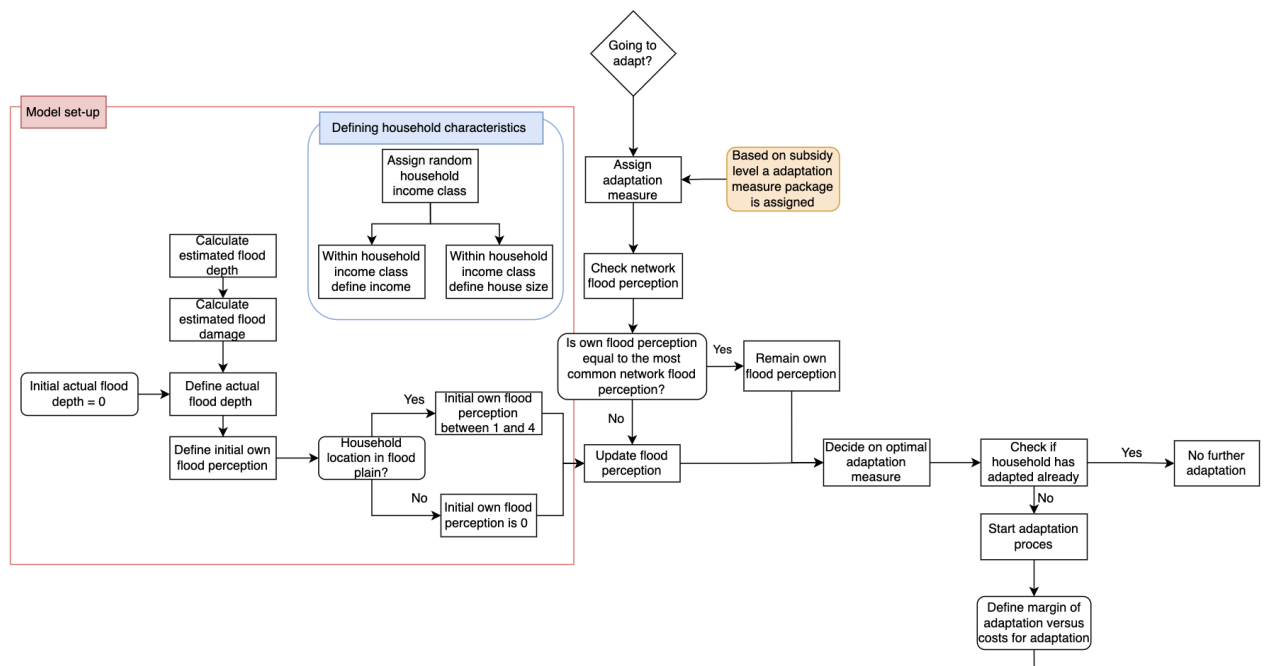 Going to
adapt?
Model set-up
Defining household characteristics
Assign random
household
income class
Within household
income class
define income
Within household
income class
define house size
Calculate
estimated flood
depth
Calculate
estimated flood
damage
Initial actual flood
depth = 0
Define actual
flood depth
Define initial own
flood perception
Household
location in flood
plain?
Yes
Initial own flood
perception
between 1 and 4
No
Initial own flood
perception is 0
Assign
adaptation
measure
Based on subsidy
level a adaptation
measure package
is assigned
Check network
flood perception
Is own flood perception
equal to the most
common network flood
perception?
Yes
Remain own
flood perception
No
Update flood
perception
Decide on optimal
adaptation
measure
Check if
household has
adapted already
Yes
No further
adaptation
No
Start adaptation
proces
Define margin of
adaptation versus
costs for adaptation